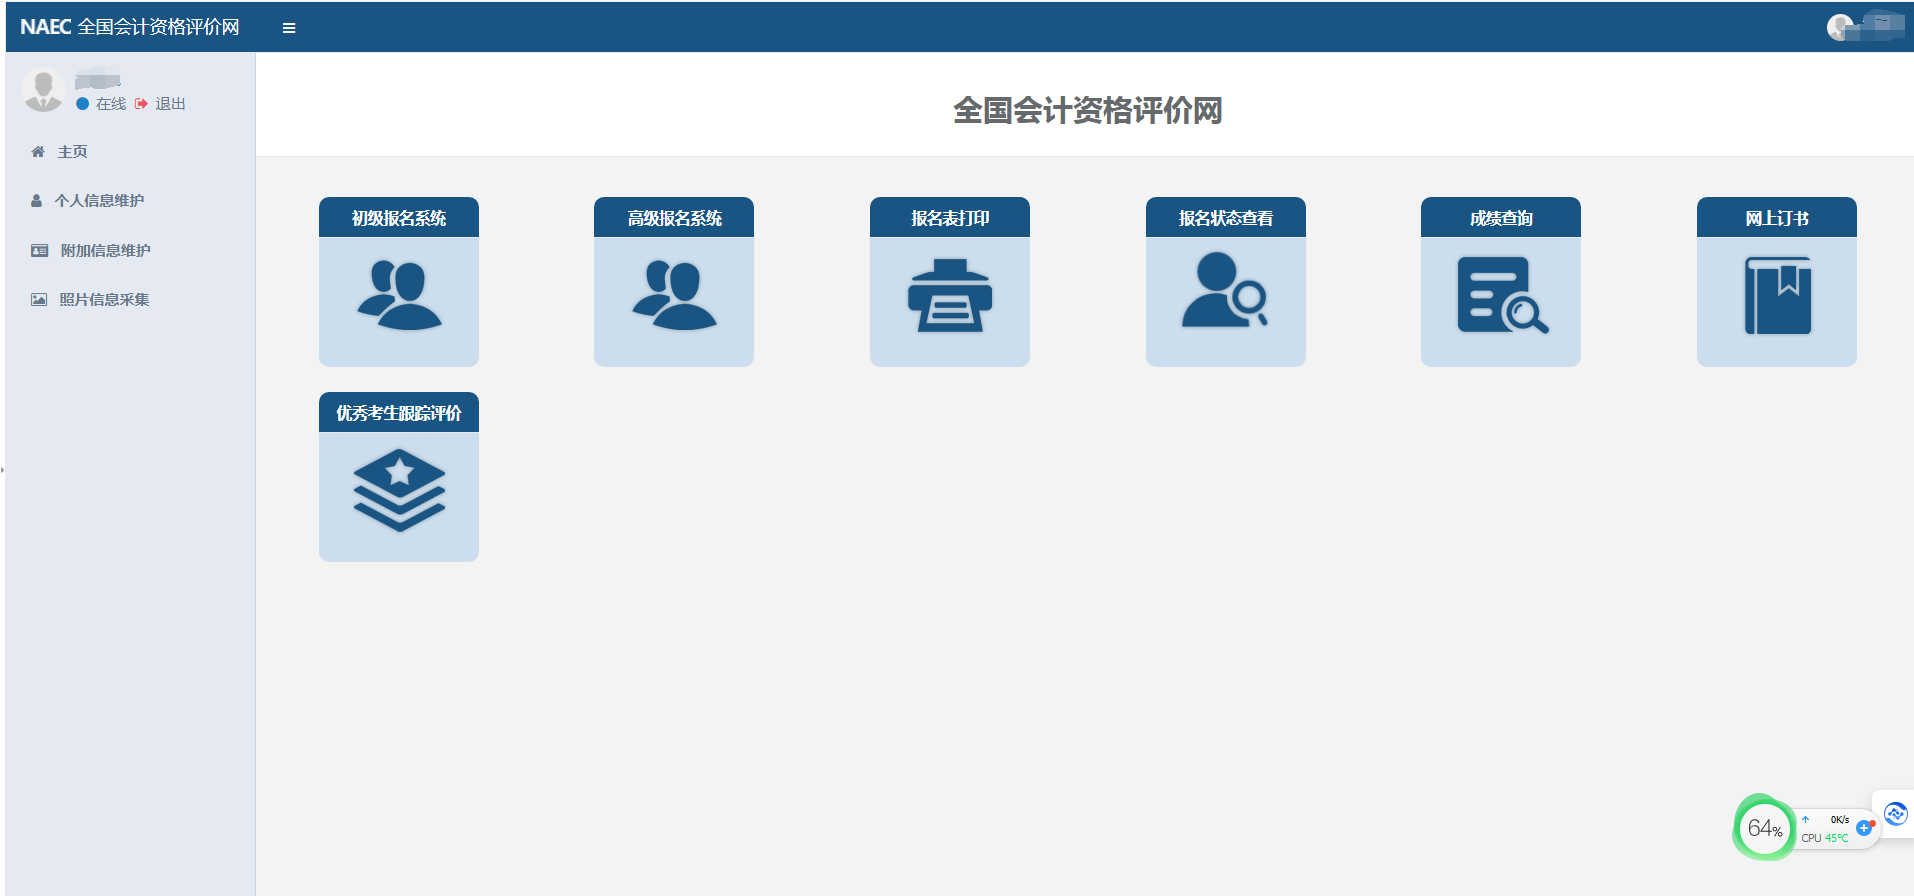 NAEC 全国会计资格评价网
在线 退出
主页
个人信息维护
附加信息维护
照片信息采集
全国会计资格评价网
初级报名系统
高级报名系统
报名表打印
报名状态查看
成绩查询
网上订书
优秀考生跟踪评价
64%
0K/s
CPU 45℃